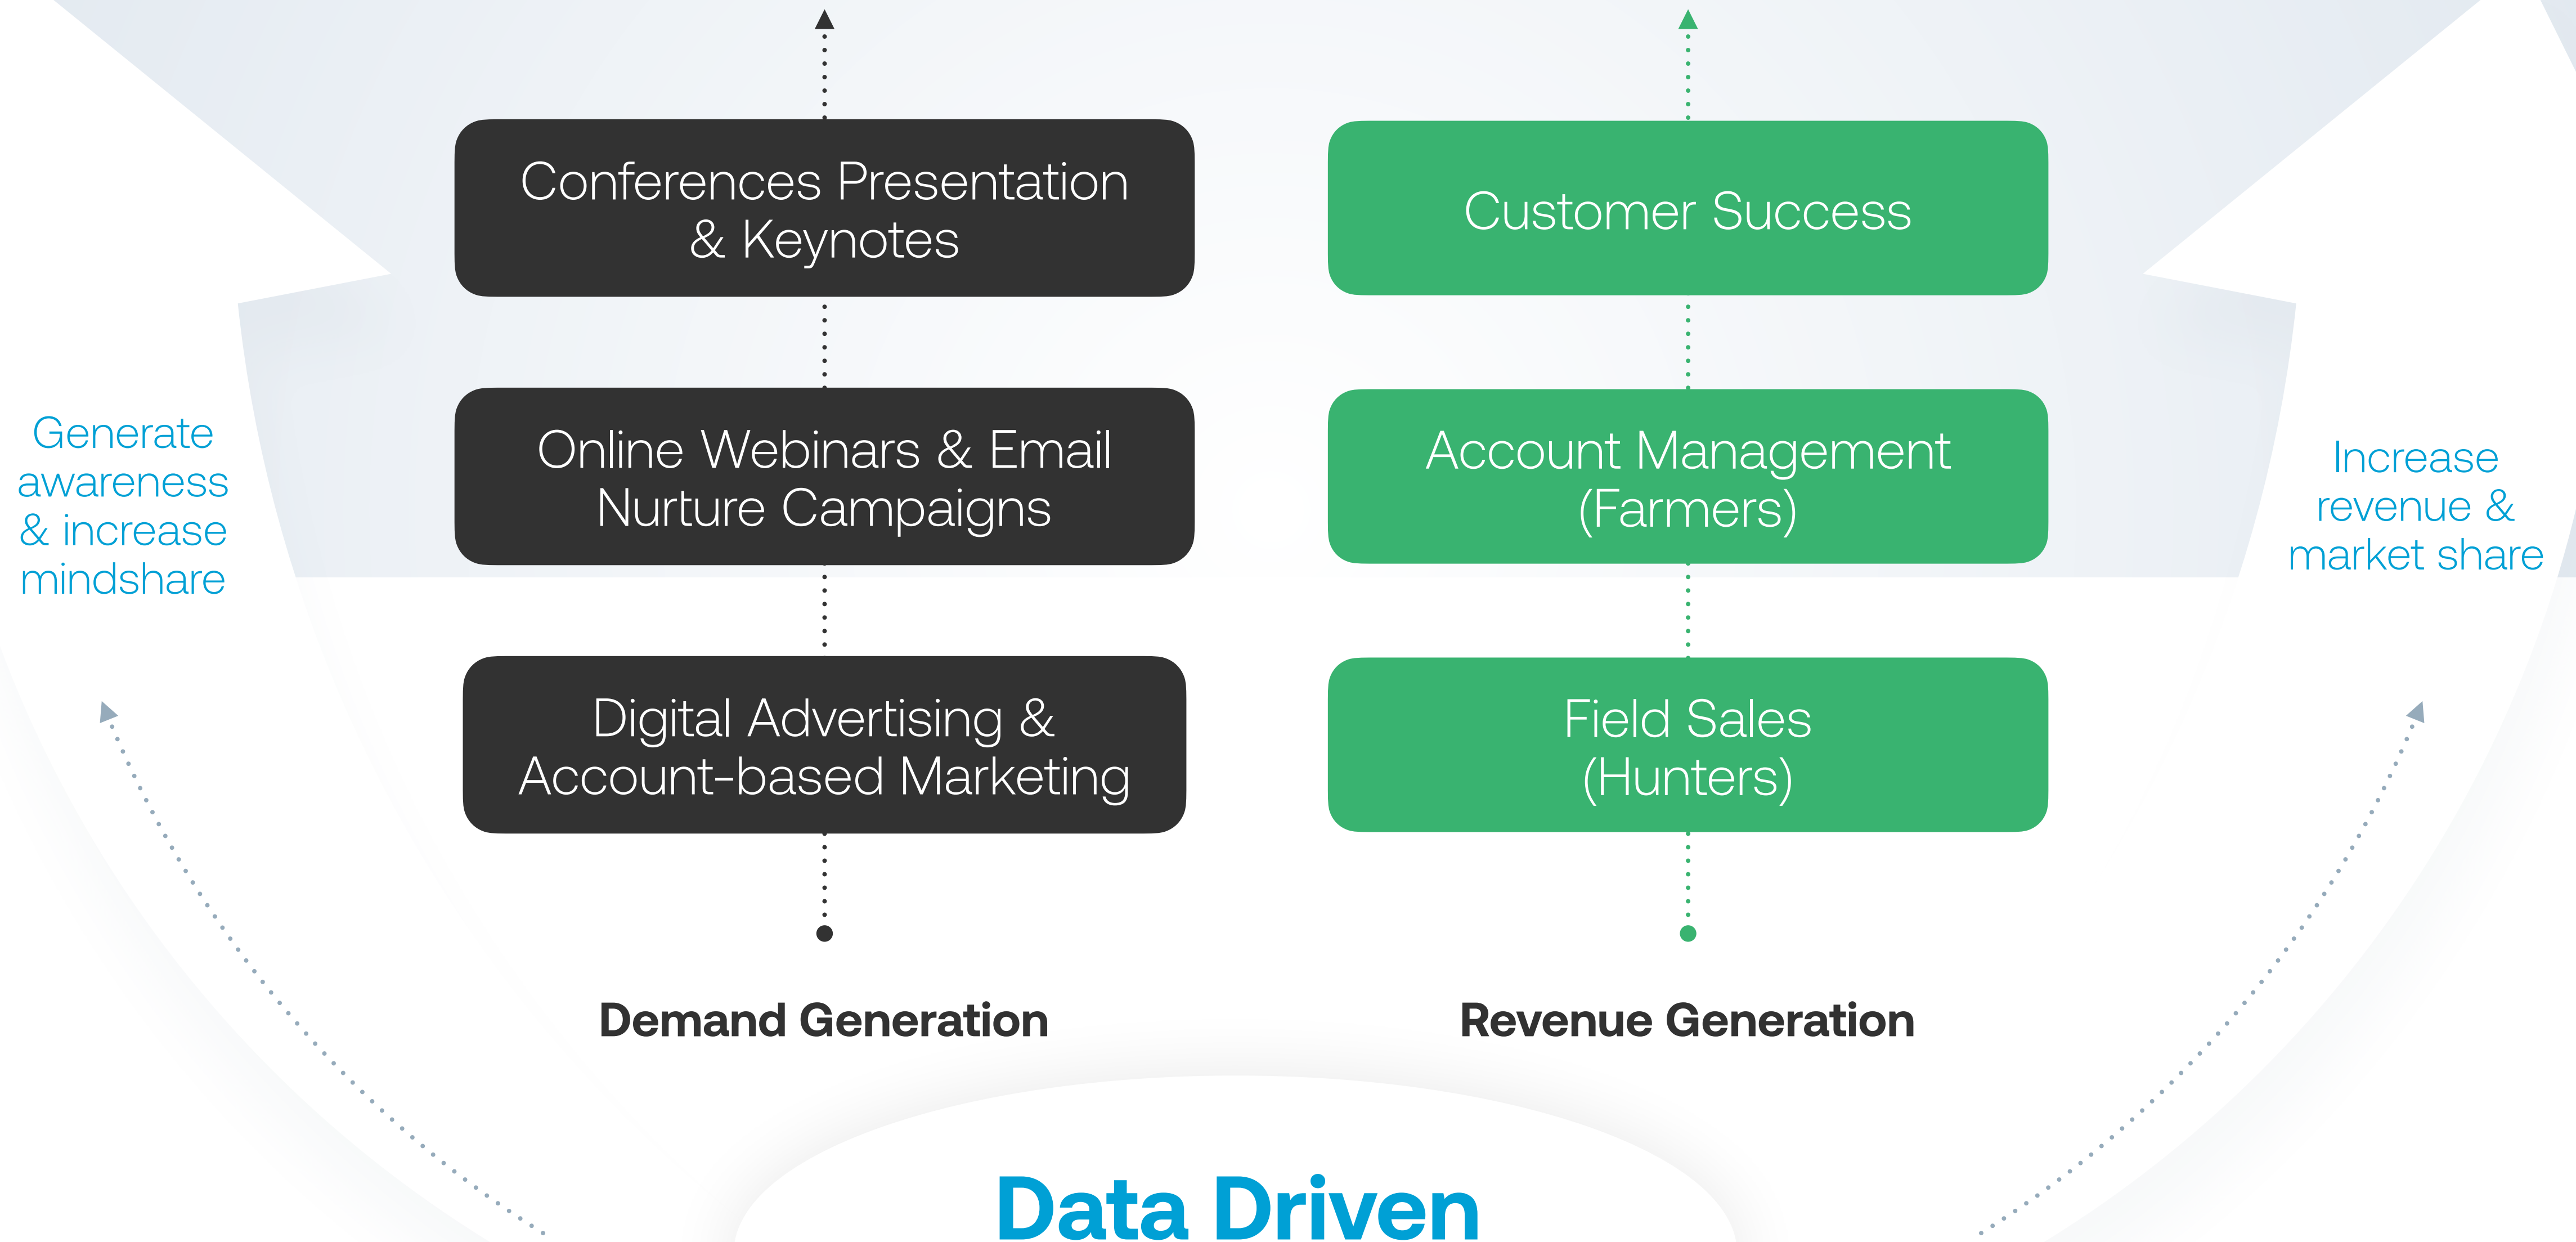 Conferences Presentation
& Keynotes
Customer Success
Generate
awareness
& increase
mindshare
Online Webinars & Email
Nurture Campaigns
Account Management
(Farmers)
Increase
revenue &
market share
Digital Advertising &
Account-based Marketing
Field Sales
(Hunters)
Demand Generation
Revenue Generation
Data Driven